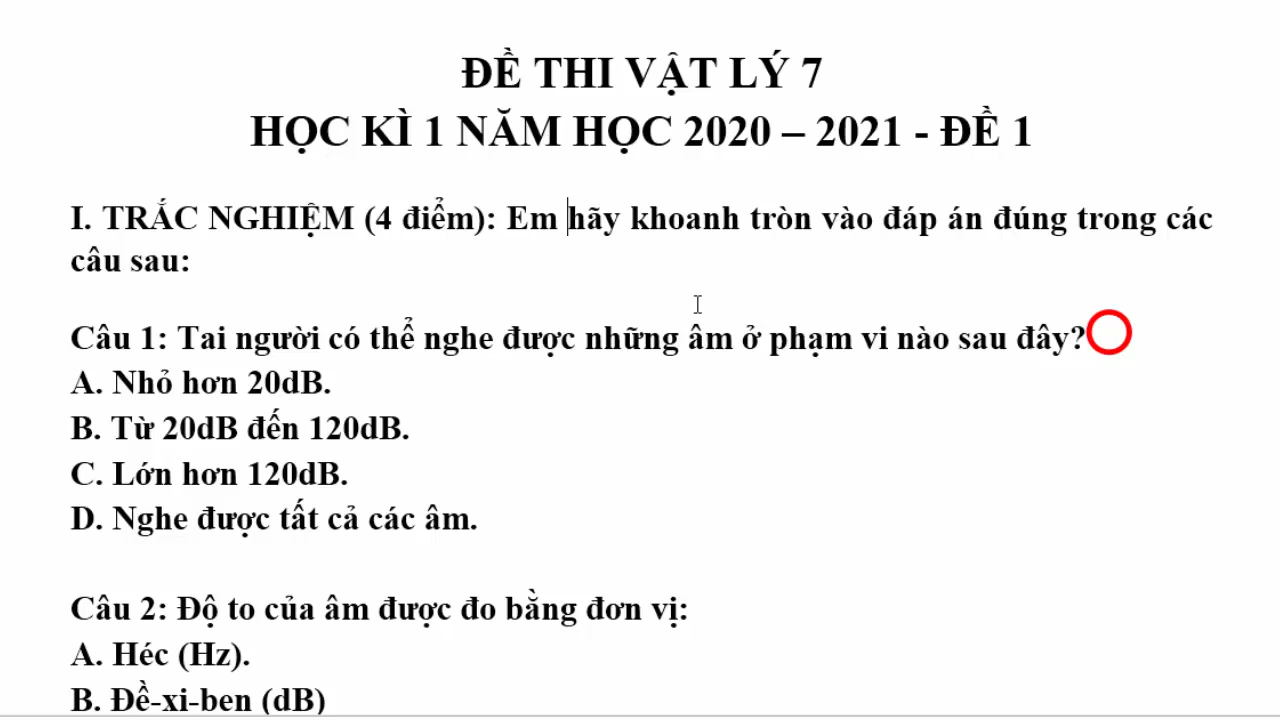 ĐỀ THI VẬT LÝ 7
HỌC KÌ 1 NĂM HỌC 2020 – 2021 - ĐỀ 1
I. TRẮC NGHIỆM (4 điểm): Em hãy khoanh tròn vào đáp án đúng trong các
câu sau:
Câu 1: Tai người có thể nghe được những âm ở phạm vi nào sau đây?
A. Nhỏ hơn 20dB.
B. Từ 20dB đến 120dB.
C. Lớn hơn 120dB.
D. Nghe được tất cả các âm.
Câu 2: Độ to của âm được đo bằng đơn vị:
A. Héc (Hz).
B. Đề-xi-ben (dB)